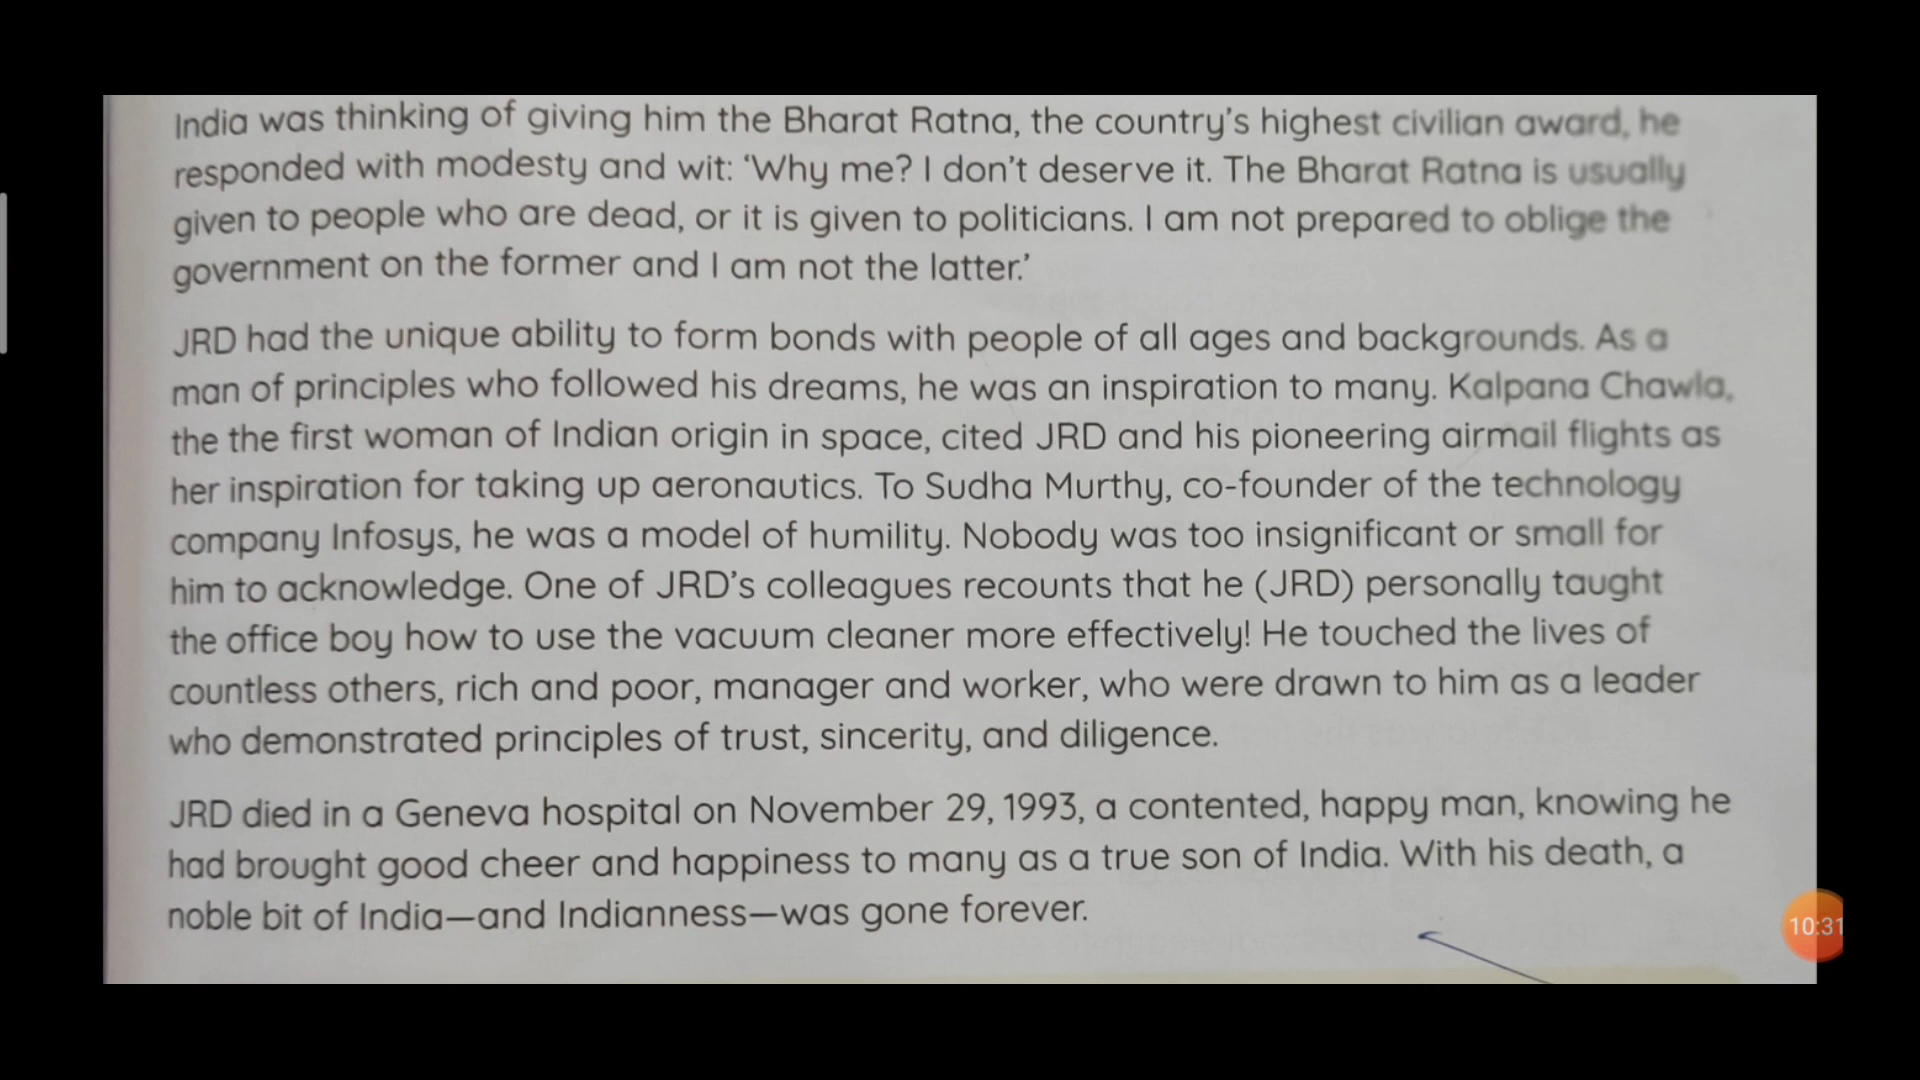 India was thinking of giving him the Bharat Ratna, the country's highest civilian award, he
responded with modesty and wit: 'Why me? I don't deserve it. The Bharat Ratna is usually
given to people who are dead, or it is given to politicians. I am not prepared to oblige the
government on the former and I am not the latter.'
JRD had the unique ability to form bonds with people of all ages and backgrounds. As a
man of principles who followed his dreams, he was an inspiration to many. Kalpana Chawla,
the the first woman of Indian origin in space, cited JRD and his pioneering airmail flights as
her inspiration for taking up aeronautics. To Sudha Murthy, co-founder of the technology
company Infosys, he was a model of humility. Nobody was too insignificant or small for
him to acknowledge. One of JRD's colleagues recounts that he (JRD) personally taught
the office boy how to use the vacuum cleaner more effectively! He touched the lives of
countless others, rich and poor, manager and worker, who were drawn to him as a leader
who demonstrated principles of trust, sincerity, and diligence.
JRD died in a Geneva hospital on November 29, 1993, a contented, happy man, knowing he
had brought good cheer and happiness to many as a true son of India. With his death, a
noble bit of India—and Indianness—was gone forever.
10:31